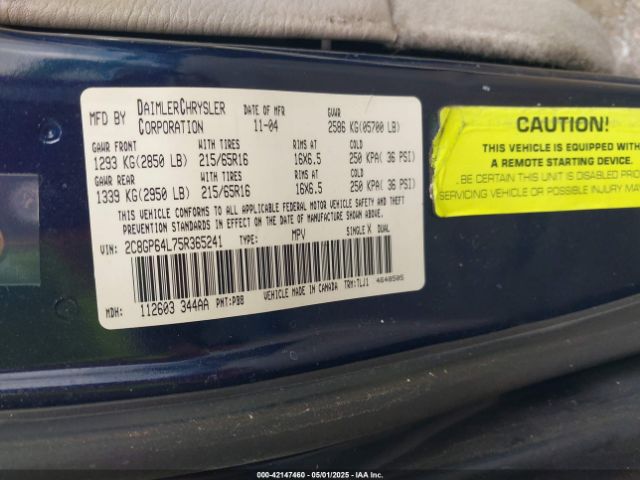 MFD BY DAIMLERCHRYSLER CORPORATION DATE OF MFR 11-04 GVWR 2586 KG(05700 LB)
GAWR FRONT WITH TIRES RIMS AT COLD
1293 KG(2850 LB) 215/65R16 16X6.5 250 KPA( 36 PSI)
GAWR REAR WITH TIRES RIMS AT COLD
1339 KG(2950 LB) 215/65R16 16X6.5 250 KPA( 36 PSI)
THIS VEHICLE CONFORMS TO ALL APPLICABLE FEDERAL MOTOR VEHICLE SAFETY AND THEFT
PREVENTION STANDARDS IN EFFECT ON THE DATE OF MANUFACTURE SHOWN ABOVE.
VIN: 2C8GP64L75R365241 TYPE: MPV SINGLE X DUAL
VEHICLE MADE IN CANADA 4648505
MDH: 112603 344AA PNT:PBB TRM:TLJ1
CAUTION!
THIS VEHICLE IS EQUIPPED WITH
A REMOTE STARTING DEVICE.
BE CERTAIN THIS UNIT IS DISABLED PRIO
SERVICING VEHICLE OR POSSIBLE INJURY MAY
000-42147460 - 05/01/2025 - IAAI, Inc.